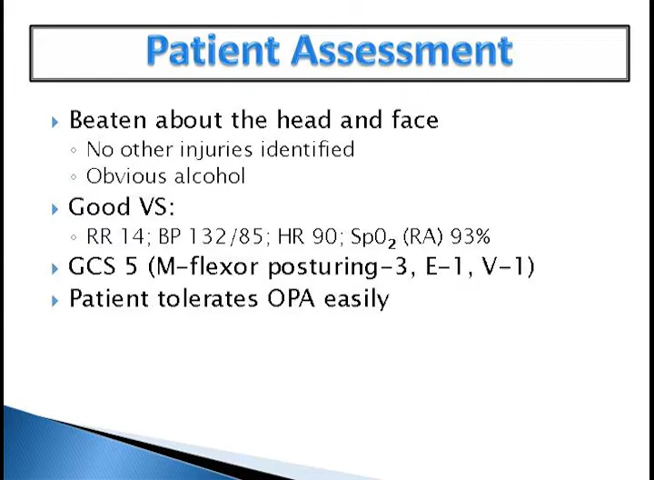 Patient Assessment
Beaten about the head and face
No other injuries identified
Obvious alcohol
Good VS:
RR 14; BP 132/85; HR 90; SpO₂ (RA) 93%
GCS 5 (M-flexor posturing-3, E-1, V-1)
Patient tolerates OPA easily